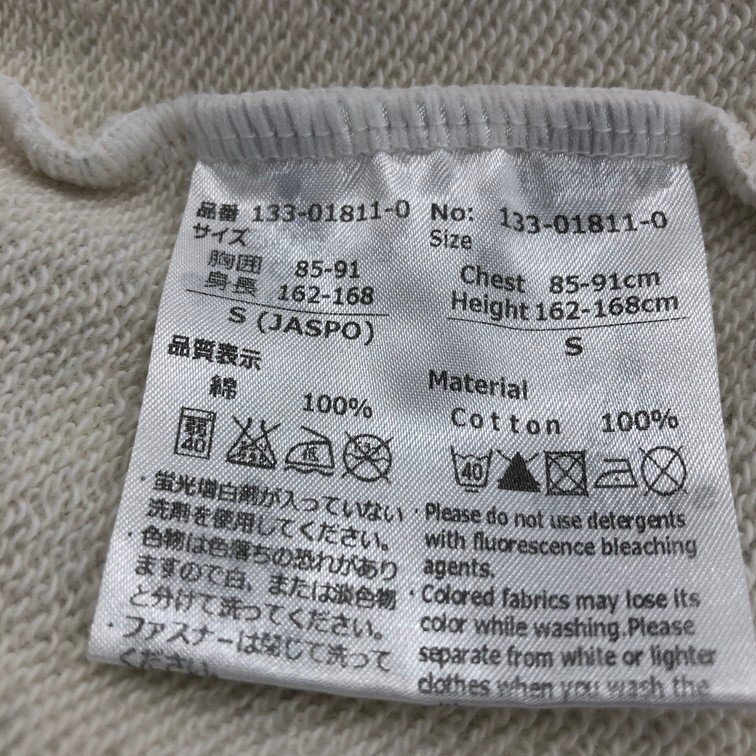 品番 133-01811-0
サイズ
胸囲 85-91
身長 162-168
S (JASPO)
品質表示
綿 100%
弱
40
・蛍光増白剤が入っていない
洗剤を使用してください。
・色物は色落ちの恐れがあり
ますので白、または淡色物
と分けて洗ってください。
・ファスナーは閉じて洗って
ください
No: 133-01811-0
Size
Chest 85-91cm
Height 162-168cm
S
Material
Cotton 100%
40
・Please do not use detergents
with fluorescence bleaching
agents.
・Colored fabrics may lose its
color while washing.Please
separate from white or lighter
clothes when you wash the